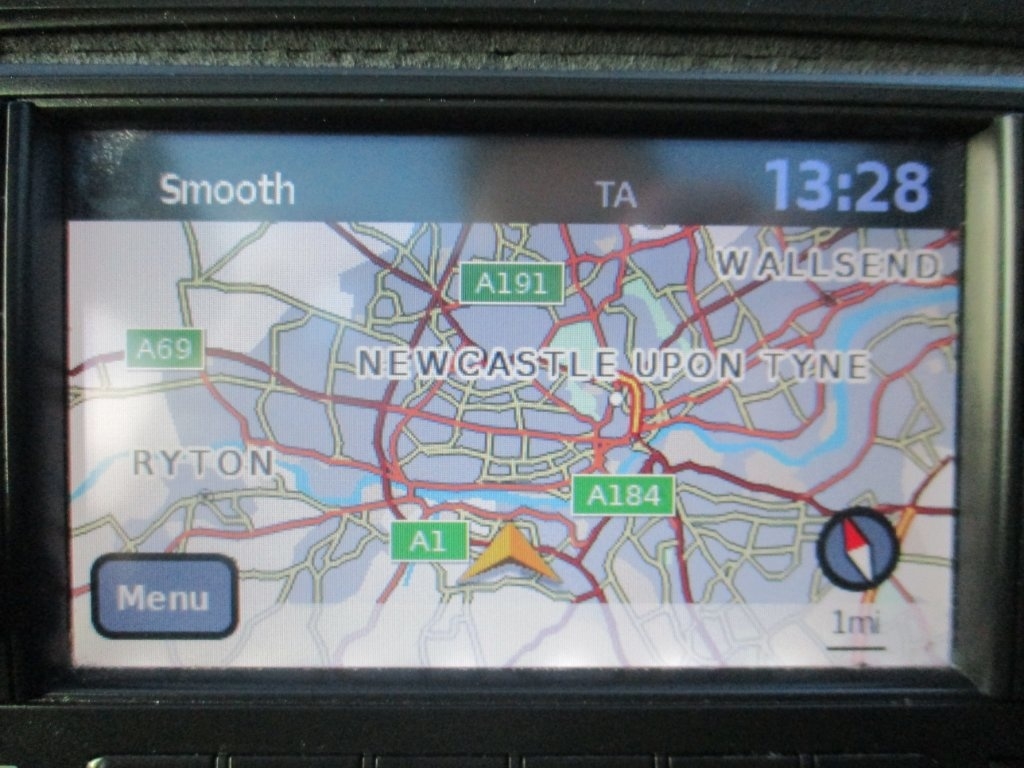 Smooth TA 13:28
WALLSEND
A191
A69
NEWCASTLE UPON TYNE
RYTON
A184
A1
Menu
1mi